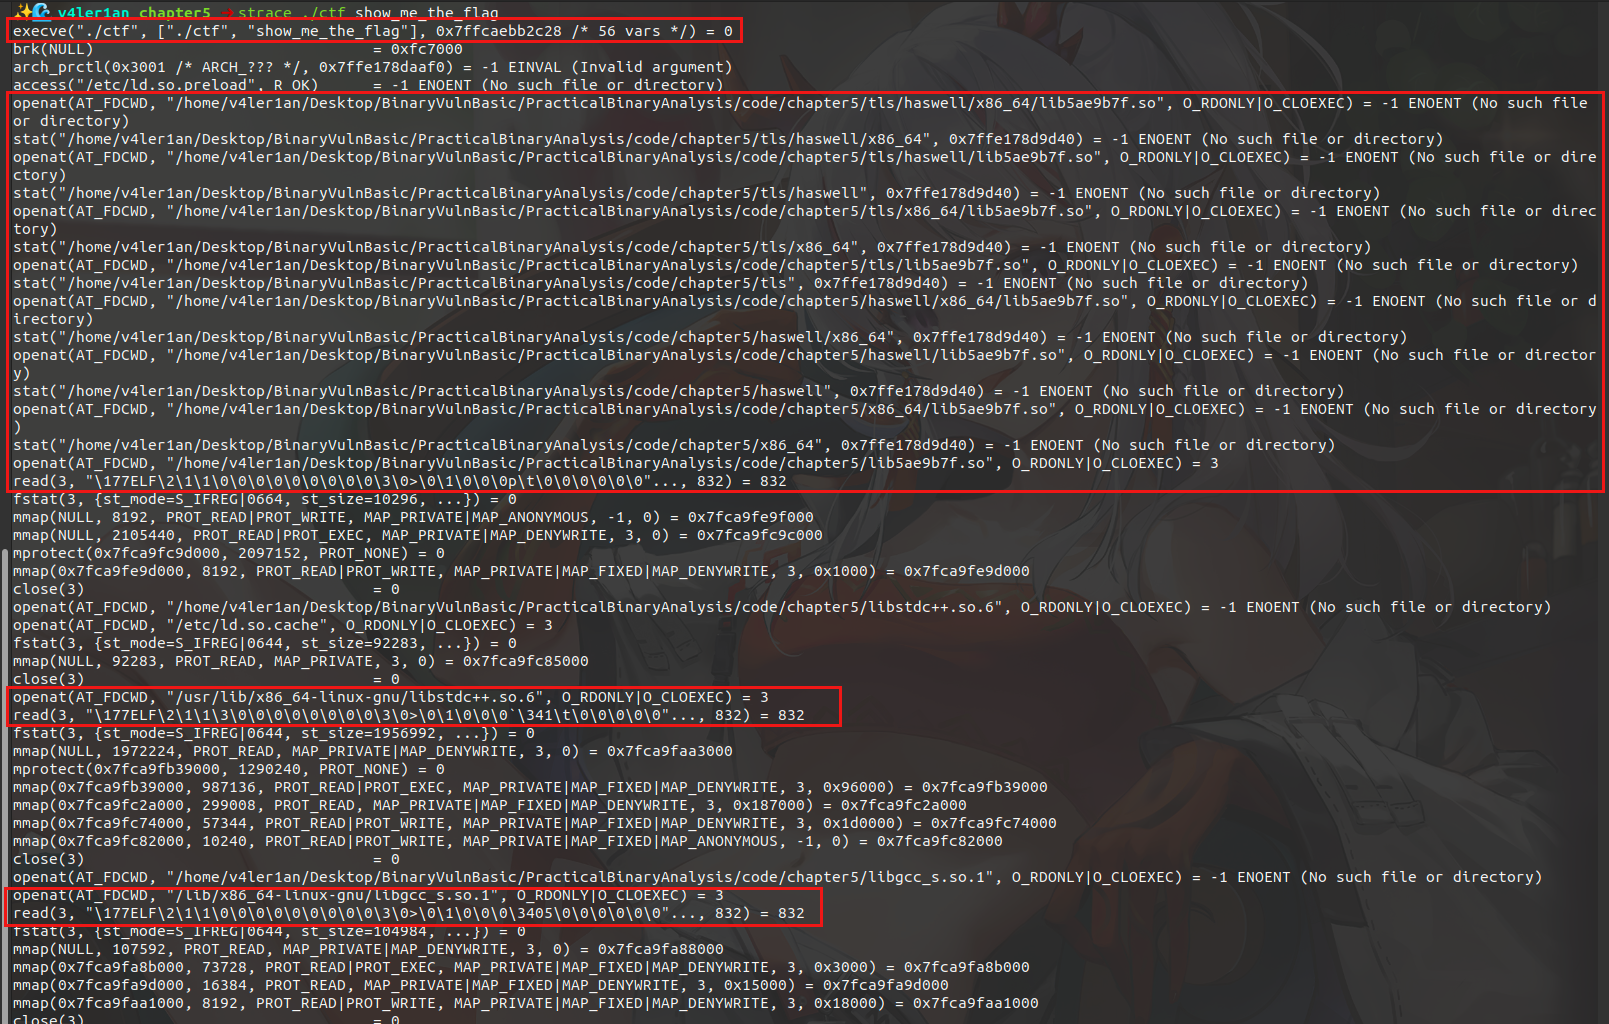 ✨🌊 v4ler1an chapter5 → strace ./ctf show_me_the_flag
execve("./ctf", ["./ctf", "show_me_the_flag"], 0x7ffcaebb2c28 /* 56 vars */) = 0
brk(NULL)                               = 0xfc7000
arch_prctl(0x3001 /* ARCH_??? */, 0x7ffe178daaf0) = -1 EINVAL (Invalid argument)
access("/etc/ld.so.preload", R_OK)      = -1 ENOENT (No such file or directory)
openat(AT_FDCWD, "/home/v4ler1an/Desktop/BinaryVulnBasic/PracticalBinaryAnalysis/code/chapter5/tls/haswell/x86_64/lib5ae9b7f.so", O_RDONLY|O_CLOEXEC) = -1 ENOENT (No such file
or directory)
stat("/home/v4ler1an/Desktop/BinaryVulnBasic/PracticalBinaryAnalysis/code/chapter5/tls/haswell/x86_64", 0x7ffe178d9d40) = -1 ENOENT (No such file or directory)
openat(AT_FDCWD, "/home/v4ler1an/Desktop/BinaryVulnBasic/PracticalBinaryAnalysis/code/chapter5/tls/haswell/lib5ae9b7f.so", O_RDONLY|O_CLOEXEC) = -1 ENOENT (No such file or dire
ctory)
stat("/home/v4ler1an/Desktop/BinaryVulnBasic/PracticalBinaryAnalysis/code/chapter5/tls/haswell", 0x7ffe178d9d40) = -1 ENOENT (No such file or directory)
openat(AT_FDCWD, "/home/v4ler1an/Desktop/BinaryVulnBasic/PracticalBinaryAnalysis/code/chapter5/tls/x86_64/lib5ae9b7f.so", O_RDONLY|O_CLOEXEC) = -1 ENOENT (No such file or direc
tory)
stat("/home/v4ler1an/Desktop/BinaryVulnBasic/PracticalBinaryAnalysis/code/chapter5/tls/x86_64", 0x7ffe178d9d40) = -1 ENOENT (No such file or directory)
openat(AT_FDCWD, "/home/v4ler1an/Desktop/BinaryVulnBasic/PracticalBinaryAnalysis/code/chapter5/tls/lib5ae9b7f.so", O_RDONLY|O_CLOEXEC) = -1 ENOENT (No such file or directory)
stat("/home/v4ler1an/Desktop/BinaryVulnBasic/PracticalBinaryAnalysis/code/chapter5/tls", 0x7ffe178d9d40) = -1 ENOENT (No such file or directory)
openat(AT_FDCWD, "/home/v4ler1an/Desktop/BinaryVulnBasic/PracticalBinaryAnalysis/code/chapter5/haswell/x86_64/lib5ae9b7f.so", O_RDONLY|O_CLOEXEC) = -1 ENOENT (No such file or d
irectory)
stat("/home/v4ler1an/Desktop/BinaryVulnBasic/PracticalBinaryAnalysis/code/chapter5/haswell/x86_64", 0x7ffe178d9d40) = -1 ENOENT (No such file or directory)
openat(AT_FDCWD, "/home/v4ler1an/Desktop/BinaryVulnBasic/PracticalBinaryAnalysis/code/chapter5/haswell/lib5ae9b7f.so", O_RDONLY|O_CLOEXEC) = -1 ENOENT (No such file or director
y)
stat("/home/v4ler1an/Desktop/BinaryVulnBasic/PracticalBinaryAnalysis/code/chapter5/haswell", 0x7ffe178d9d40) = -1 ENOENT (No such file or directory)
openat(AT_FDCWD, "/home/v4ler1an/Desktop/BinaryVulnBasic/PracticalBinaryAnalysis/code/chapter5/x86_64/lib5ae9b7f.so", O_RDONLY|O_CLOEXEC) = -1 ENOENT (No such file or directory
)
stat("/home/v4ler1an/Desktop/BinaryVulnBasic/PracticalBinaryAnalysis/code/chapter5/x86_64", 0x7ffe178d9d40) = -1 ENOENT (No such file or directory)
openat(AT_FDCWD, "/home/v4ler1an/Desktop/BinaryVulnBasic/PracticalBinaryAnalysis/code/chapter5/lib5ae9b7f.so", O_RDONLY|O_CLOEXEC) = 3
read(3, "\177ELF\2\1\1\0\0\0\0\0\0\0\0\0\3\0>\0\1\0\0\0p\t\0\0\0\0\0\0"..., 832) = 832
fstat(3, {st_mode=S_IFREG|0664, st_size=10296, ...}) = 0
mmap(NULL, 8192, PROT_READ|PROT_WRITE, MAP_PRIVATE|MAP_ANONYMOUS, -1, 0) = 0x7fca9fe9f000
mmap(NULL, 2105440, PROT_READ|PROT_EXEC, MAP_PRIVATE|MAP_DENYWRITE, 3, 0) = 0x7fca9fc9c000
mprotect(0x7fca9fc9d000, 2097152, PROT_NONE) = 0
mmap(0x7fca9fe9d000, 8192, PROT_READ|PROT_WRITE, MAP_PRIVATE|MAP_FIXED|MAP_DENYWRITE, 3, 0x1000) = 0x7fca9fe9d000
close(3)                                = 0
openat(AT_FDCWD, "/home/v4ler1an/Desktop/BinaryVulnBasic/PracticalBinaryAnalysis/code/chapter5/libstdc++.so.6", O_RDONLY|O_CLOEXEC) = -1 ENOENT (No such file or directory)
openat(AT_FDCWD, "/etc/ld.so.cache", O_RDONLY|O_CLOEXEC) = 3
fstat(3, {st_mode=S_IFREG|0644, st_size=92283, ...}) = 0
mmap(NULL, 92283, PROT_READ, MAP_PRIVATE, 3, 0) = 0x7fca9fc85000
close(3)                                = 0
openat(AT_FDCWD, "/usr/lib/x86_64-linux-gnu/libstdc++.so.6", O_RDONLY|O_CLOEXEC) = 3
read(3, "\177ELF\2\1\1\3\0\0\0\0\0\0\0\0\3\0>\0\1\0\0\0`\341\t\0\0\0\0\0"..., 832) = 832
fstat(3, {st_mode=S_IFREG|0644, st_size=1956992, ...}) = 0
mmap(NULL, 1972224, PROT_READ, MAP_PRIVATE|MAP_DENYWRITE, 3, 0) = 0x7fca9faa3000
mprotect(0x7fca9fb39000, 1290240, PROT_NONE) = 0
mmap(0x7fca9fb39000, 987136, PROT_READ|PROT_EXEC, MAP_PRIVATE|MAP_FIXED|MAP_DENYWRITE, 3, 0x96000) = 0x7fca9fb39000
mmap(0x7fca9fc2a000, 299008, PROT_READ, MAP_PRIVATE|MAP_FIXED|MAP_DENYWRITE, 3, 0x187000) = 0x7fca9fc2a000
mmap(0x7fca9fc74000, 57344, PROT_READ|PROT_WRITE, MAP_PRIVATE|MAP_FIXED|MAP_DENYWRITE, 3, 0x1d0000) = 0x7fca9fc74000
mmap(0x7fca9fc82000, 10240, PROT_READ|PROT_WRITE, MAP_PRIVATE|MAP_FIXED|MAP_ANONYMOUS, -1, 0) = 0x7fca9fc82000
close(3)                                = 0
openat(AT_FDCWD, "/home/v4ler1an/Desktop/BinaryVulnBasic/PracticalBinaryAnalysis/code/chapter5/libgcc_s.so.1", O_RDONLY|O_CLOEXEC) = -1 ENOENT (No such file or directory)
openat(AT_FDCWD, "/lib/x86_64-linux-gnu/libgcc_s.so.1", O_RDONLY|O_CLOEXEC) = 3
read(3, "\177ELF\2\1\1\0\0\0\0\0\0\0\0\0\3\0>\0\1\0\0\0\3405\0\0\0\0\0\0"..., 832) = 832
fstat(3, {st_mode=S_IFREG|0644, st_size=104984, ...}) = 0
mmap(NULL, 107592, PROT_READ, MAP_PRIVATE|MAP_DENYWRITE, 3, 0) = 0x7fca9fa88000
mmap(0x7fca9fa8b000, 73728, PROT_READ|PROT_EXEC, MAP_PRIVATE|MAP_FIXED|MAP_DENYWRITE, 3, 0x3000) = 0x7fca9fa8b000
mmap(0x7fca9fa9d000, 16384, PROT_READ, MAP_PRIVATE|MAP_FIXED|MAP_DENYWRITE, 3, 0x15000) = 0x7fca9fa9d000
mmap(0x7fca9faa1000, 8192, PROT_READ|PROT_WRITE, MAP_PRIVATE|MAP_FIXED|MAP_DENYWRITE, 3, 0x18000) = 0x7fca9faa1000
close(3)                                = 0